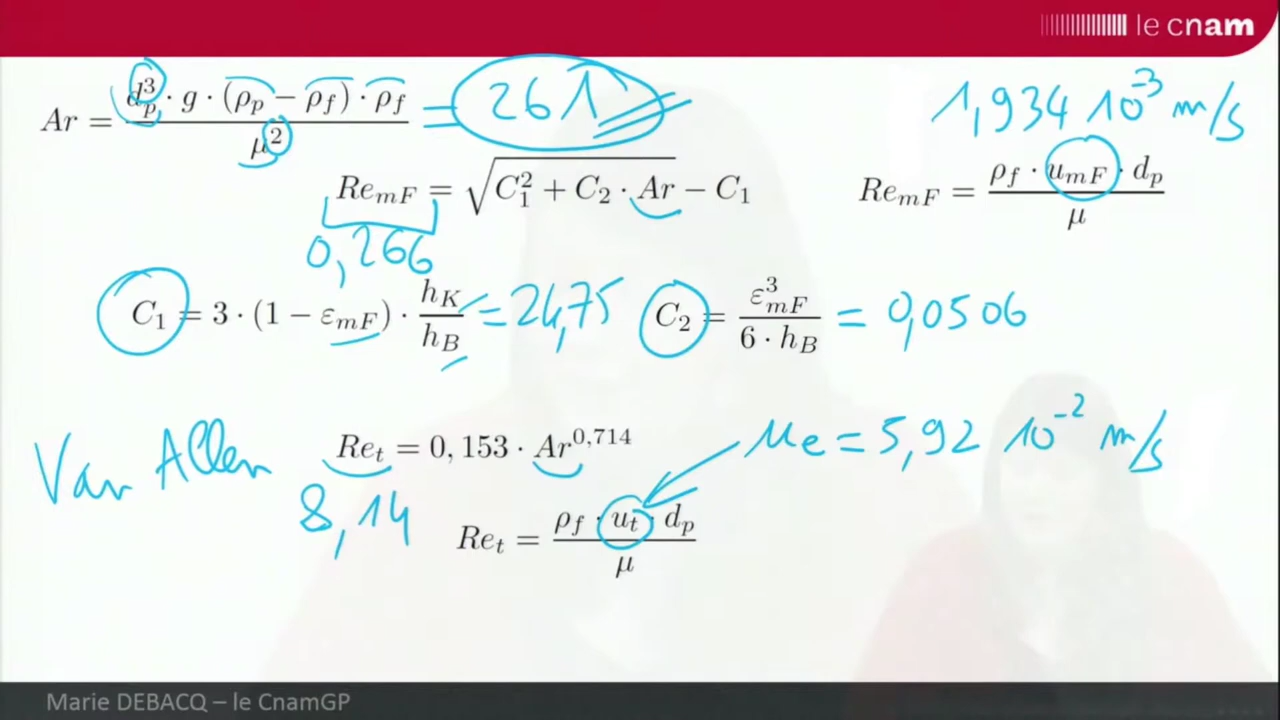 le cnam
Ar = d_p^3 · g · (ρ_p − ρ_f) · ρ_f / μ^2 = 261
1,934 10^-3 m/s
Re_mF = √(C_1^2 + C_2 · Ar) − C_1
Re_mF = ρ_f · u_mF · d_p / μ
0,266
C_1 = 3 · (1 − ε_mF) · h_K / h_B = 24,75
C_2 = ε_mF^3 / (6 · h_B) = 0,0506
Van Allen
Re_t = 0,153 · Ar^0,714
μe = 5,92 10^-2 m/s
8,14
Re_t = ρ_f · u_t · d_p / μ
Marie DEBACQ – le CnamGP